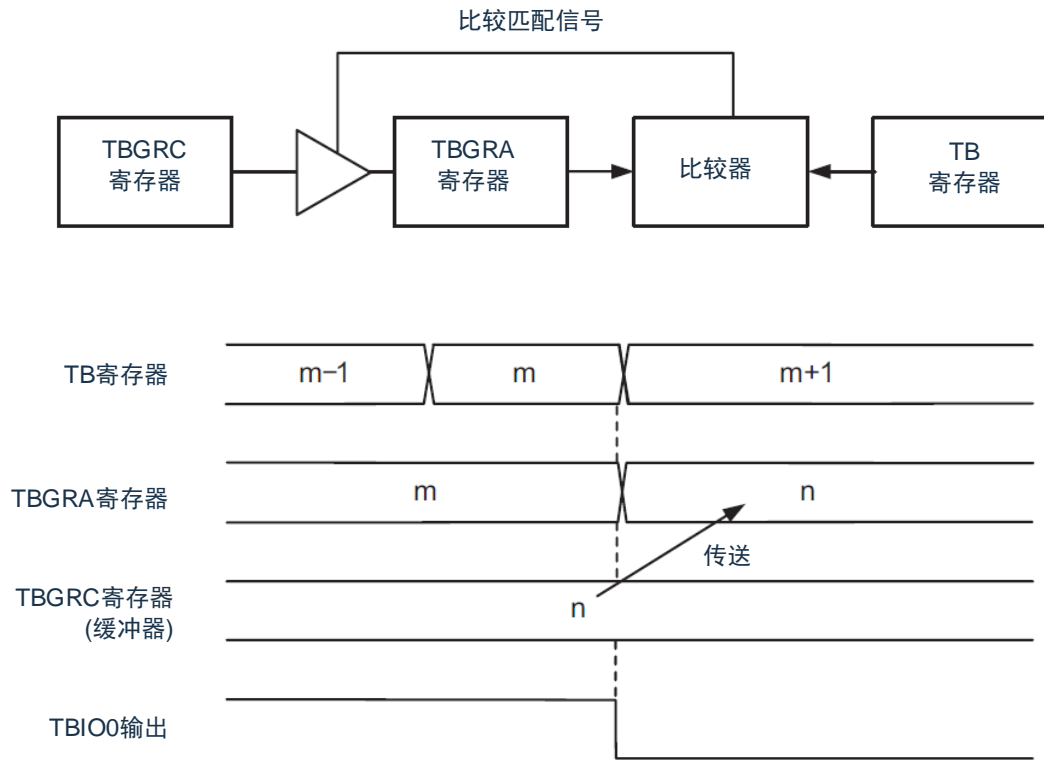 比较匹配信号
TBGRC
寄存器
TBGRA
寄存器
比较器
TB
寄存器
TB寄存器
m−1
m
m+1
TBGRA寄存器
m
n
传送
TBGRC寄存器
(缓冲器)
n
TBIO0输出